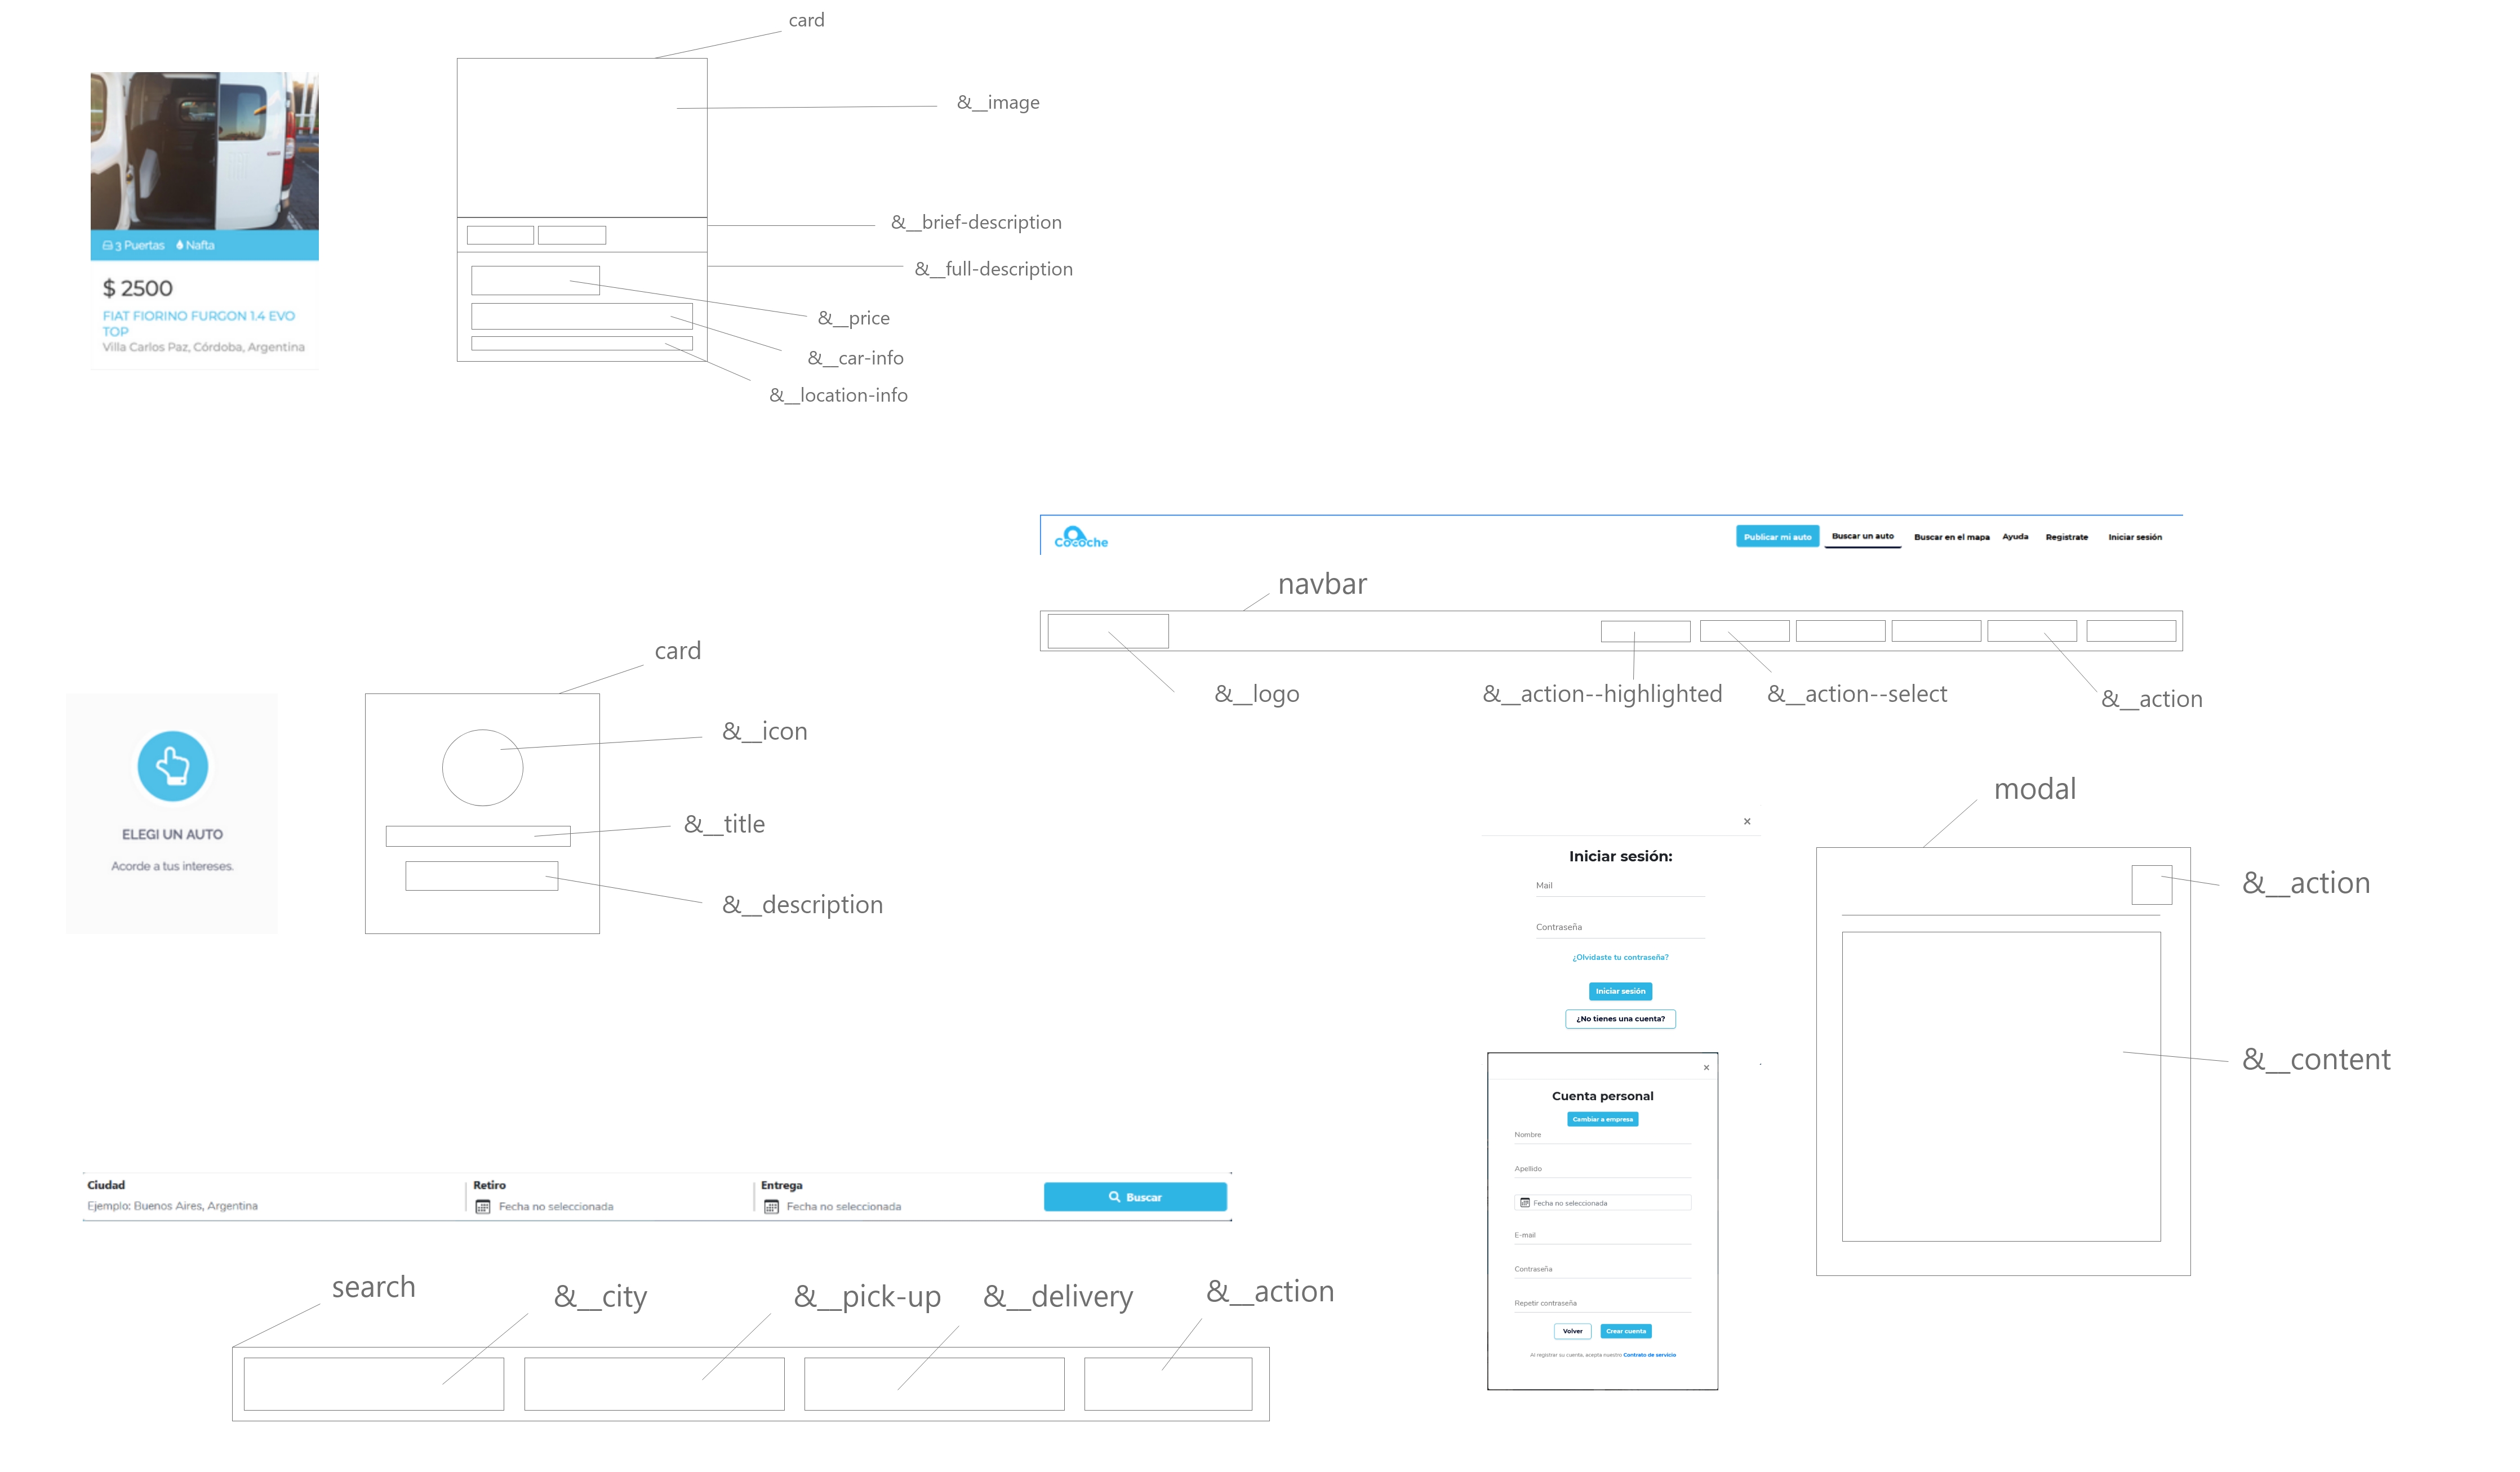 card
&__image
&__brief-description
&__full-description
&__price
&__car-info
&__location-info
3 Puertas Nafta
$ 2500
FIAT FIORINO FURGON 1.4 EVO
TOP
Villa Carlos Paz, Córdoba, Argentina
Cocoche
Publicar mi auto Buscar un auto Buscar en el mapa Ayuda Registrate Iniciar sesión
navbar
&__logo
&__action--highlighted
&__action--select
&__action
card
&__icon
&__title
&__description
ELEGI UN AUTO
Acorde a tus intereses.
modal
&__action
&__content
×
Iniciar sesión:
Mail
Contraseña
¿Olvidaste tu contraseña?
Iniciar sesión
¿No tienes una cuenta?
×
Cuenta personal
Cambiar a empresa
Nombre
Apellido
Fecha no seleccionada
E-mail
Contraseña
Repetir contraseña
Volver Crear cuenta
Al registrar su cuenta, acepta nuestro Contrato de servicio
Ciudad
Ejemplo: Buenos Aires, Argentina
Retiro
Fecha no seleccionada
Entrega
Fecha no seleccionada
Buscar
search
&__city
&__pick-up
&__delivery
&__action